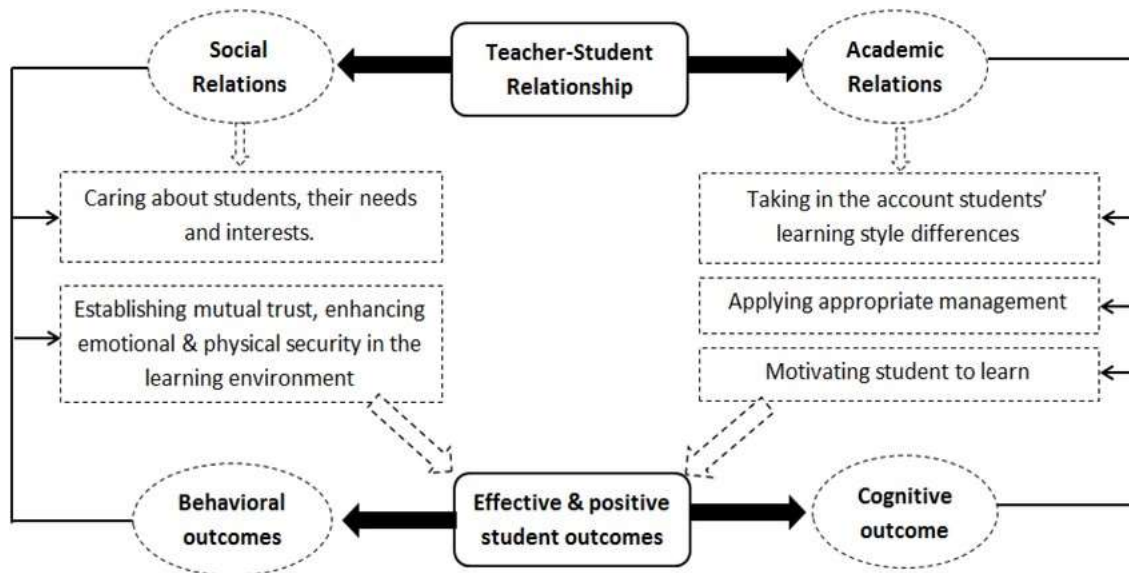 Social
Relations
Teacher-Student
Relationship
Academic
Relations
Caring about students, their needs
and interests.
Taking in the account students’
learning style differences
Establishing mutual trust, enhancing
emotional & physical security in the
learning environment
Applying appropriate management
Motivating student to learn
Behavioral
outcomes
Effective & positive
student outcomes
Cognitive
outcome